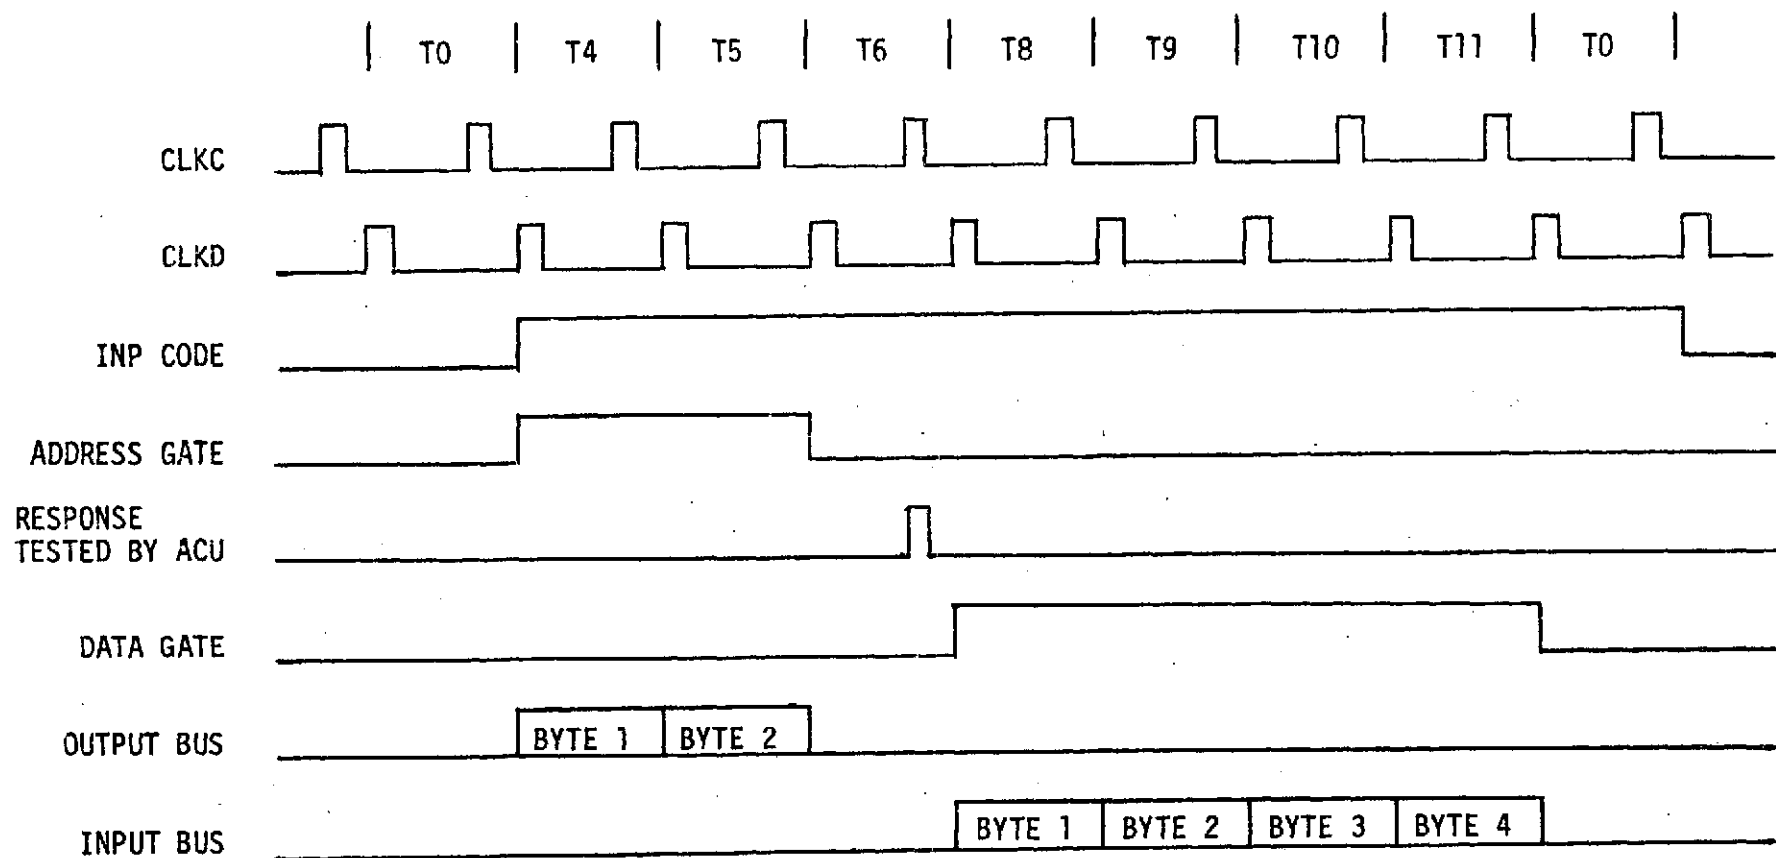 T0 T4 T5 T6 T8 T9 T10 T11 T0
CLKC
CLKD
INP CODE
ADDRESS GATE
RESPONSE
TESTED BY ACU
DATA GATE
OUTPUT BUS BYTE 1 BYTE 2
INPUT BUS BYTE 1 BYTE 2 BYTE 3 BYTE 4